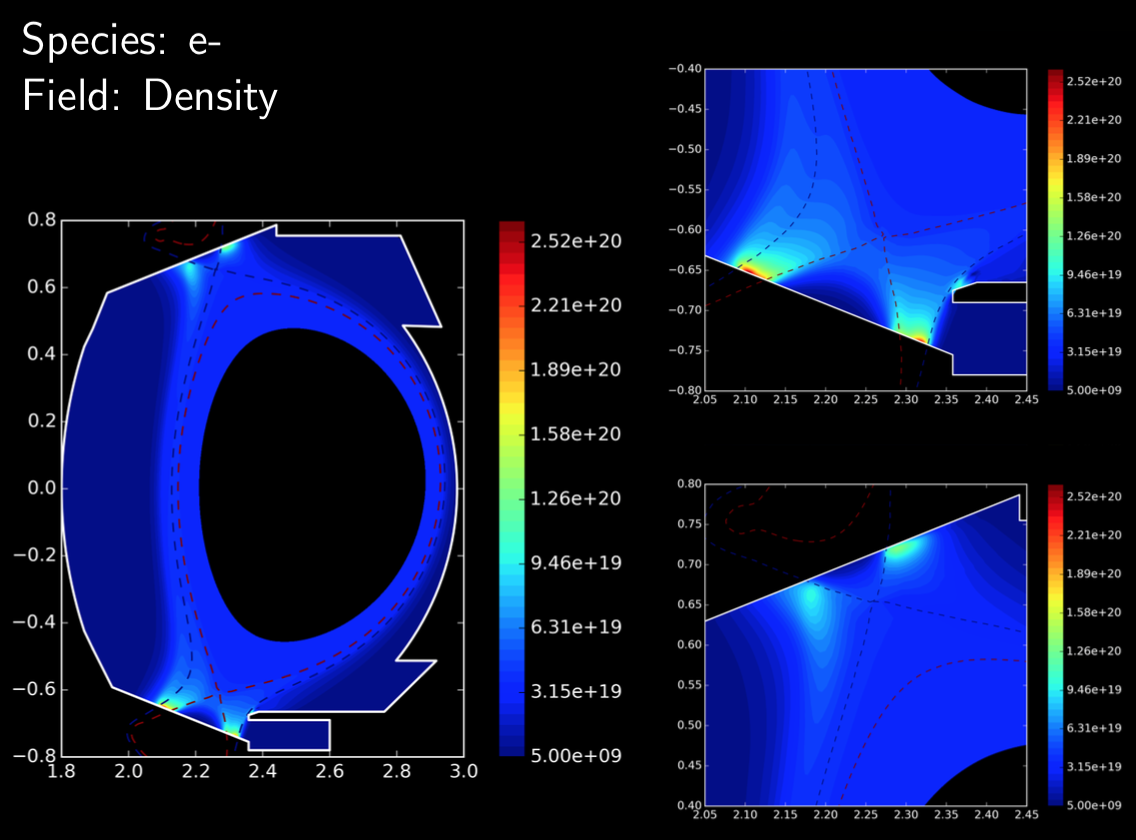 Species: e-
Field: Density
0.8
0.6
0.4
0.2
0.0
−0.2
−0.4
−0.6
−0.8
1.8 2.0 2.2 2.4 2.6 2.8 3.0
2.52e+20
2.21e+20
1.89e+20
1.58e+20
1.26e+20
9.46e+19
6.31e+19
3.15e+19
5.00e+09
−0.40
−0.45
−0.50
−0.55
−0.60
−0.65
−0.70
−0.75
−0.80
2.05 2.10 2.15 2.20 2.25 2.30 2.35 2.40 2.45
2.52e+20
2.21e+20
1.89e+20
1.58e+20
1.26e+20
9.46e+19
6.31e+19
3.15e+19
5.00e+09
0.80
0.75
0.70
0.65
0.60
0.55
0.50
0.45
0.40
2.05 2.10 2.15 2.20 2.25 2.30 2.35 2.40 2.45
2.52e+20
2.21e+20
1.89e+20
1.58e+20
1.26e+20
9.46e+19
6.31e+19
3.15e+19
5.00e+09